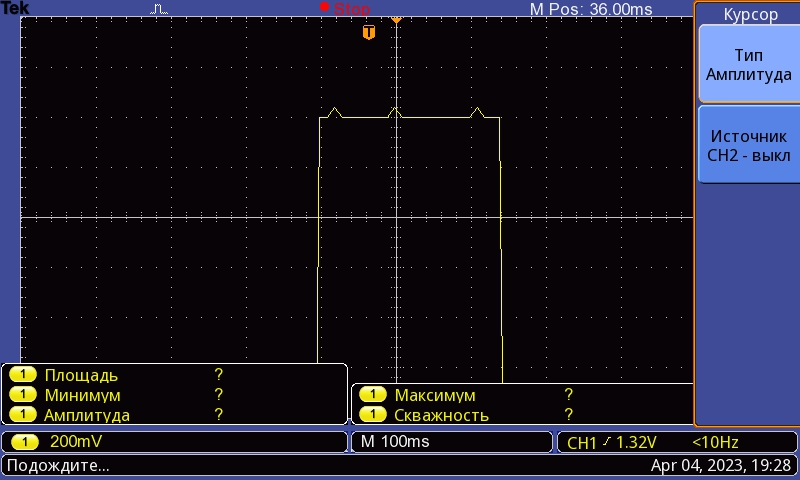 Tek
Stop
M Pos: 36.00ms
T
Курсор
Тип
Амплитуда
Источник
CH2 - выкл
1 Площадь ?
1 Минимум ?
1 Амплитуда ?
1 Максимум ?
1 Скважность ?
1 200mV
M 100ms
CH1 1.32V <10Hz
Подождите...
Apr 04, 2023, 19:28